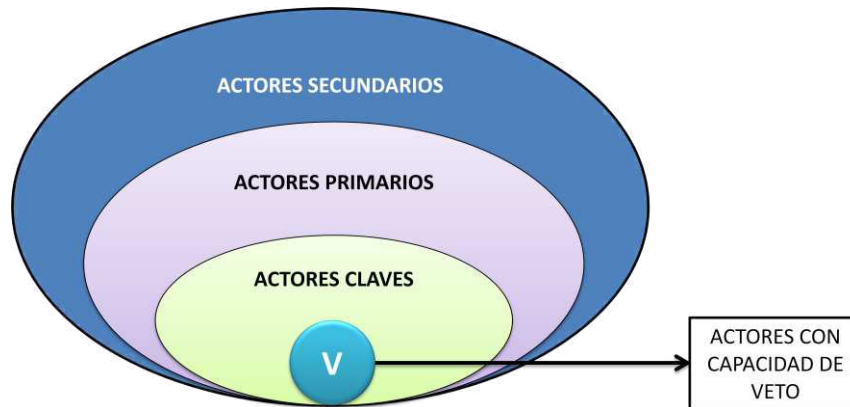 ACTORES SECUNDARIOS
ACTORES PRIMARIOS
ACTORES CLAVES
V
ACTORES CON
CAPACIDAD DE
VETO